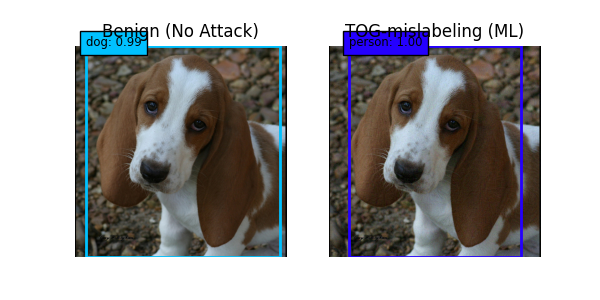 Benign (No Attack)
dog: 0.99
TOG-mislabeling (ML)
person: 1.00